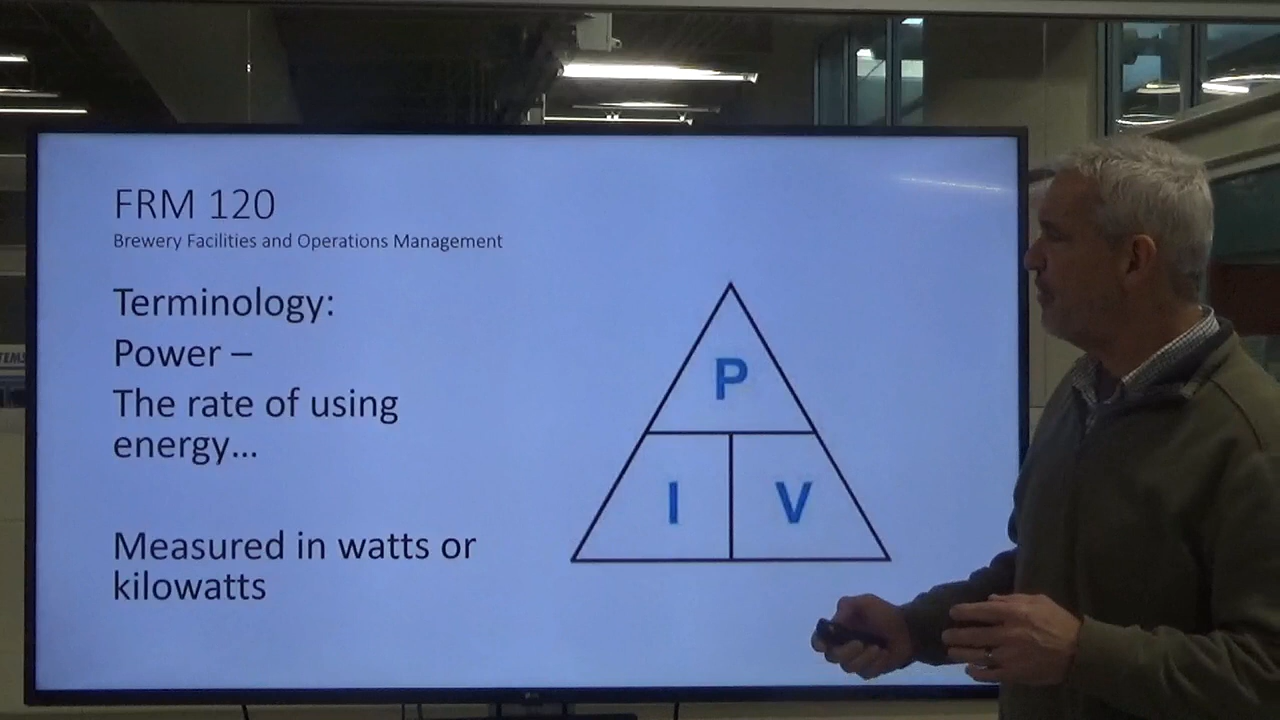 FRM 120
Brewery Facilities and Operations Management
Terminology:
Power –
The rate of using
energy...
Measured in watts or
kilowatts
P
I V
TEMS